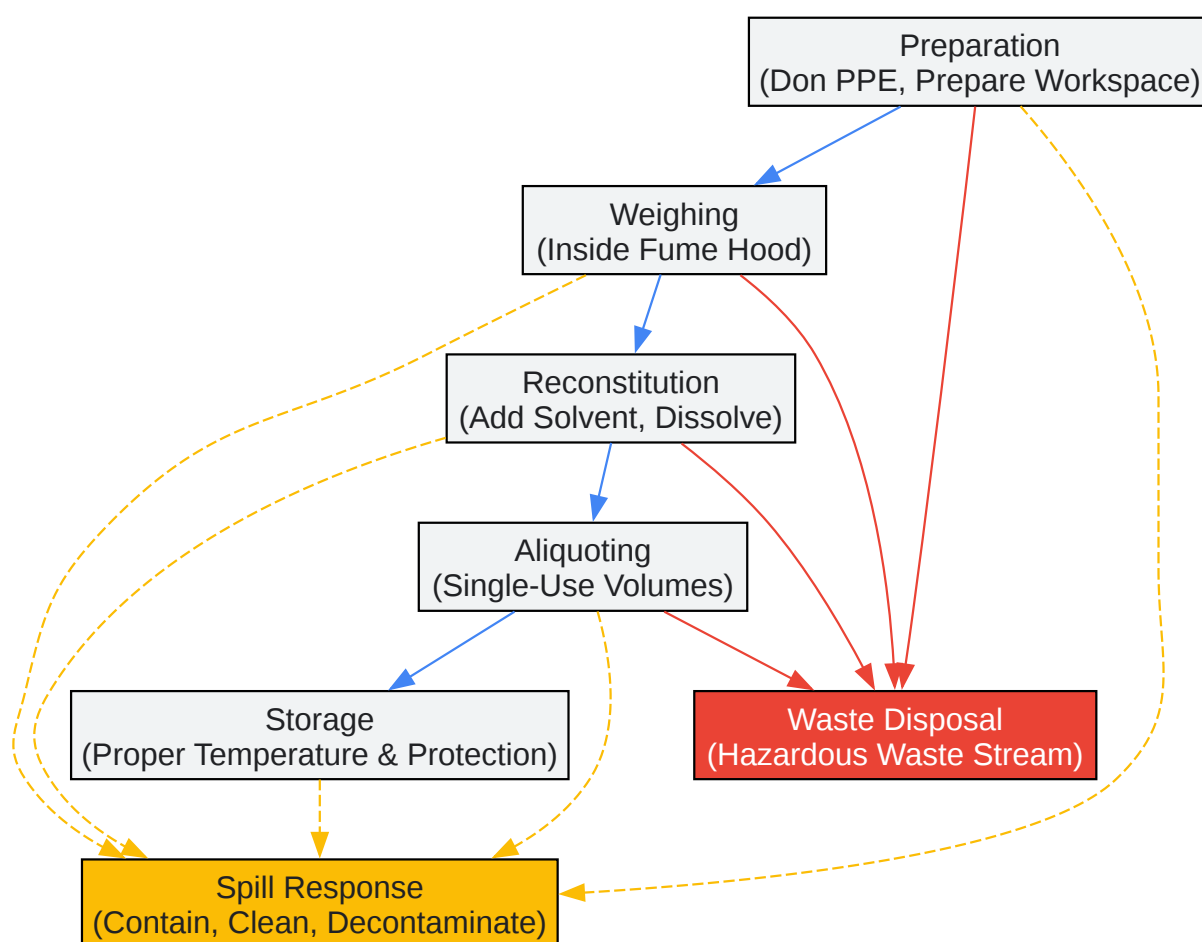 Preparation
(Don PPE, Prepare Workspace)
Weighing
(Inside Fume Hood)
Reconstitution
(Add Solvent, Dissolve)
Aliquoting
(Single-Use Volumes)
Storage
(Proper Temperature & Protection)
Waste Disposal
(Hazardous Waste Stream)
Spill Response
(Contain, Clean, Decontaminate)